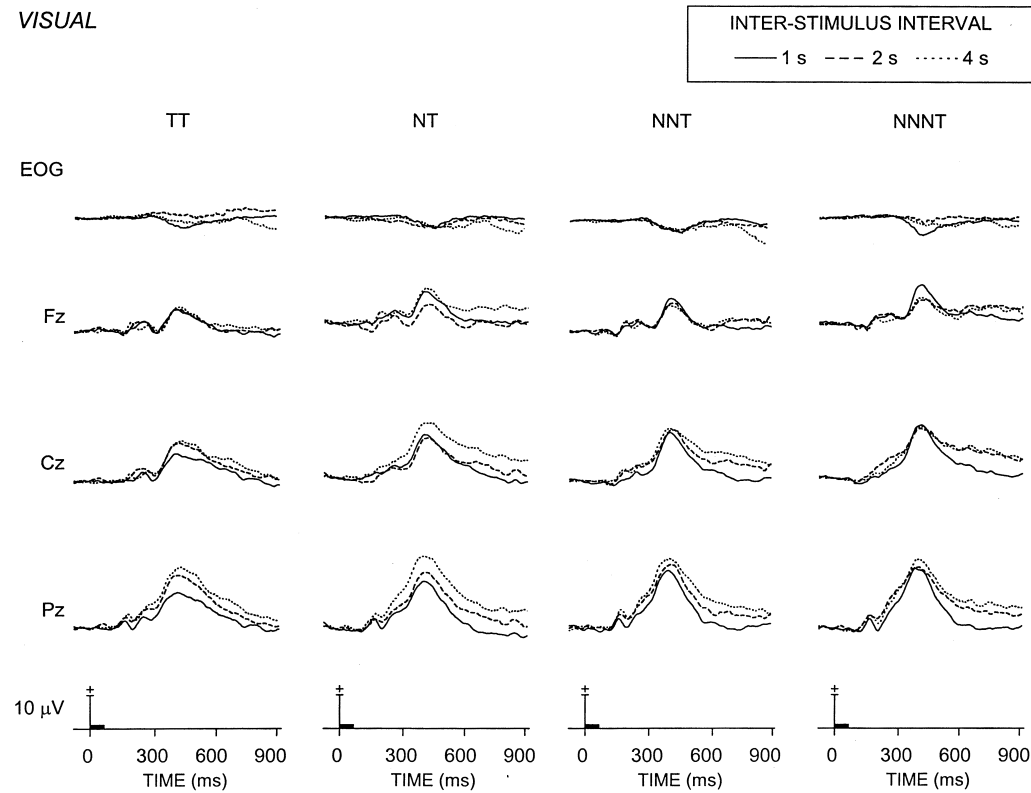 VISUAL
INTER-STIMULUS INTERVAL
1 s 2 s 4 s
TT NT NNT NNNT
EOG
Fz
Cz
Pz
10 µV
+ + + +
0 300 600 900 0 300 600 900 0 300 600 900 0 300 600 900
TIME (ms) TIME (ms) TIME (ms) TIME (ms)